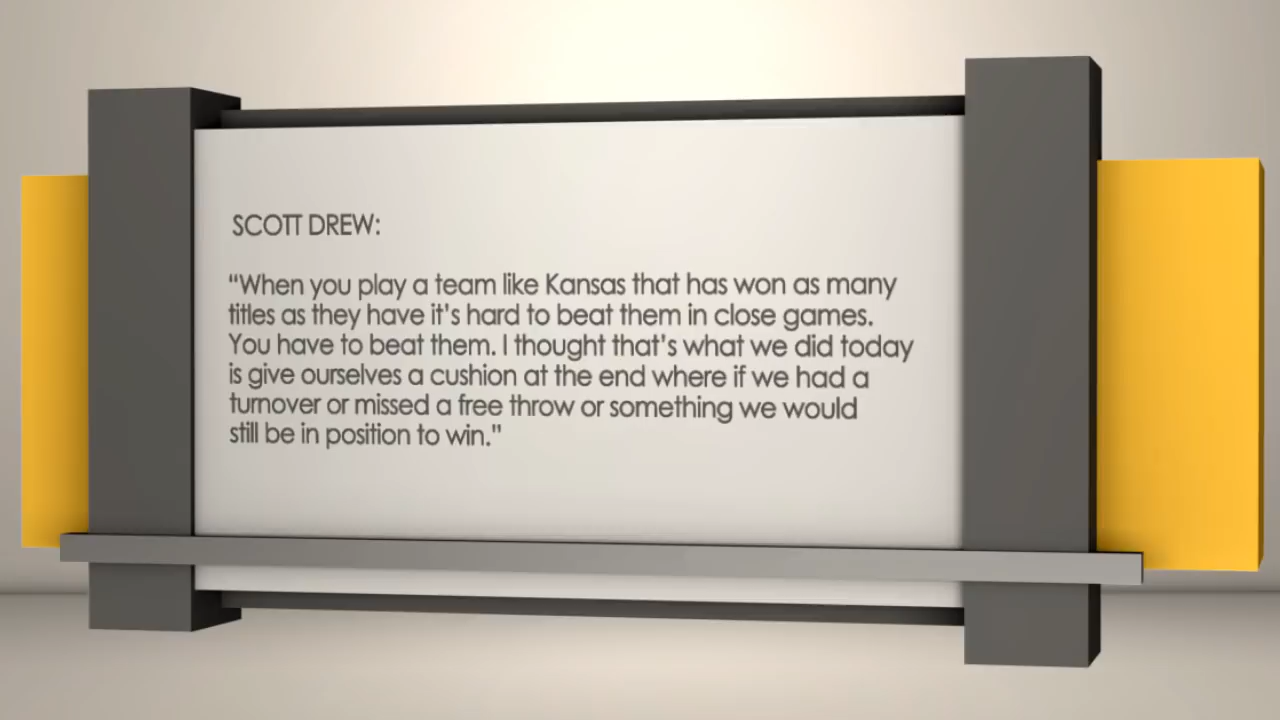 SCOTT DREW:
“When you play a team like Kansas that has won as many
titles as they have it’s hard to beat them in close games.
You have to beat them. I thought that’s what we did today
is give ourselves a cushion at the end where if we had a
turnover or missed a free throw or something we would
still be in position to win.”